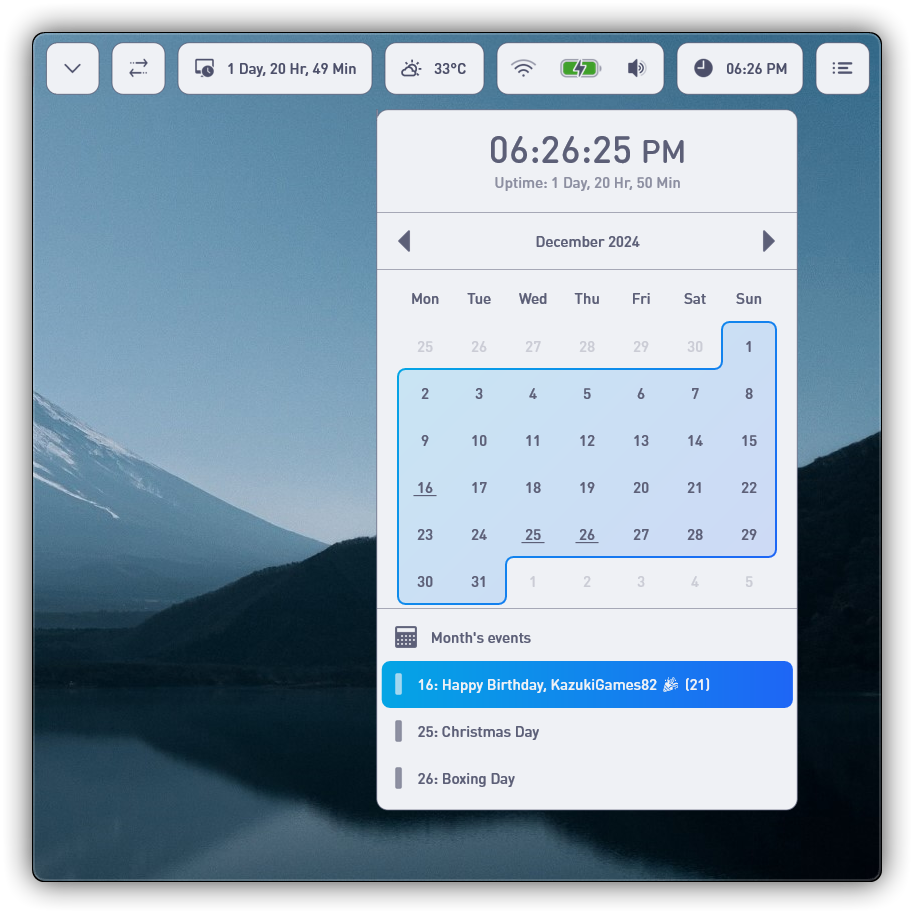 1 Day, 20 Hr, 49 Min 33°C 06:26 PM
06:26:25 PM
Uptime: 1 Day, 20 Hr, 50 Min
December 2024
Mon Tue Wed Thu Fri Sat Sun
25 26 27 28 29 30 1
2 3 4 5 6 7 8
9 10 11 12 13 14 15
16 17 18 19 20 21 22
23 24 25 26 27 28 29
30 31 1 2 3 4 5
Month's events
16: Happy Birthday, KazukiGames82 🎉 (21)
25: Christmas Day
26: Boxing Day